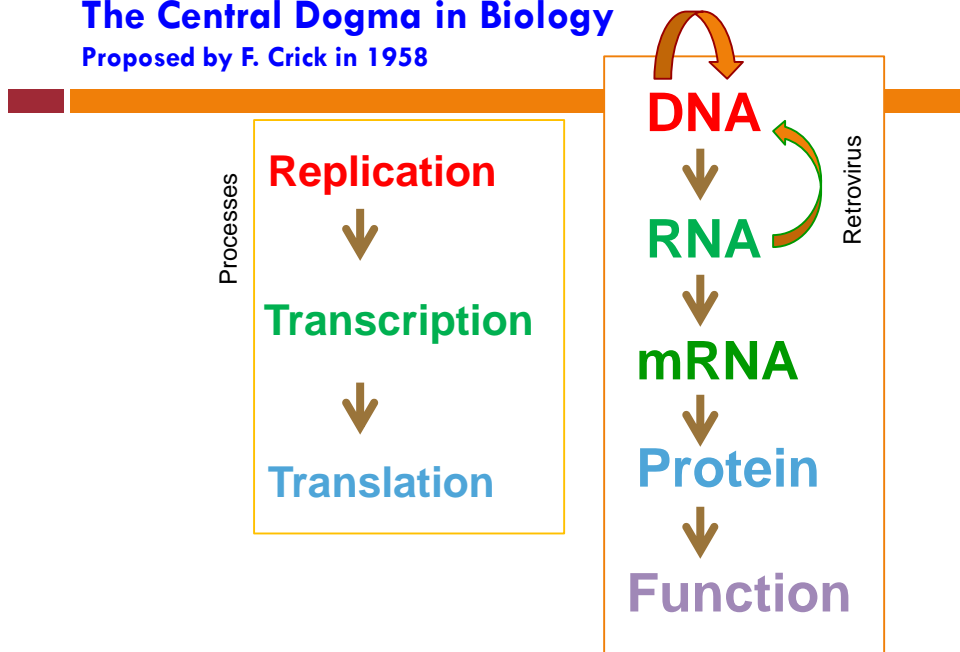 The Central Dogma in Biology
Proposed by F. Crick in 1958
Processes
Replication
Transcription
Translation
DNA
RNA
mRNA
Protein
Function
Retrovirus